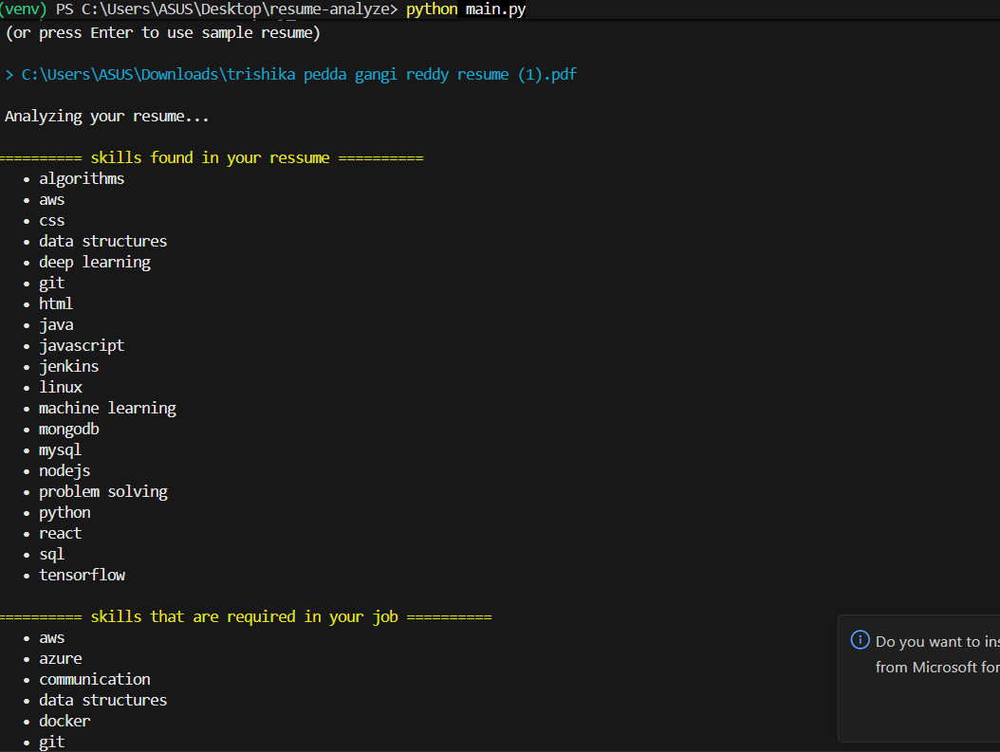 (venv) PS C:\Users\ASUS\Desktop\resume-analyze> python main.py
(or press Enter to use sample resume)
> C:\Users\ASUS\Downloads\trishika pedda gangi reddy resume (1).pdf
Analyzing your resume...
========== skills found in your ressume ==========
• algorithms
• aws
• css
• data structures
• deep learning
• git
• html
• java
• javascript
• jenkins
• linux
• machine learning
• mongodb
• mysql
• nodejs
• problem solving
• python
• react
• sql
• tensorflow
========== skills that are required in your job ==========
• aws
• azure
• communication
• data structures
• docker
• git
Do you want to ins
from Microsoft for